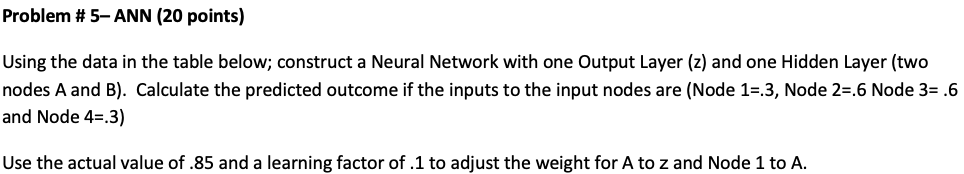 Problem # 5– ANN (20 points)
Using the data in the table below; construct a Neural Network with one Output Layer (z) and one Hidden Layer (two
nodes A and B).  Calculate the predicted outcome if the inputs to the input nodes are (Node 1=.3, Node 2=.6 Node 3= .6
and Node 4=.3)
Use the actual value of .85 and a learning factor of .1 to adjust the weight for A to z and Node 1 to A.